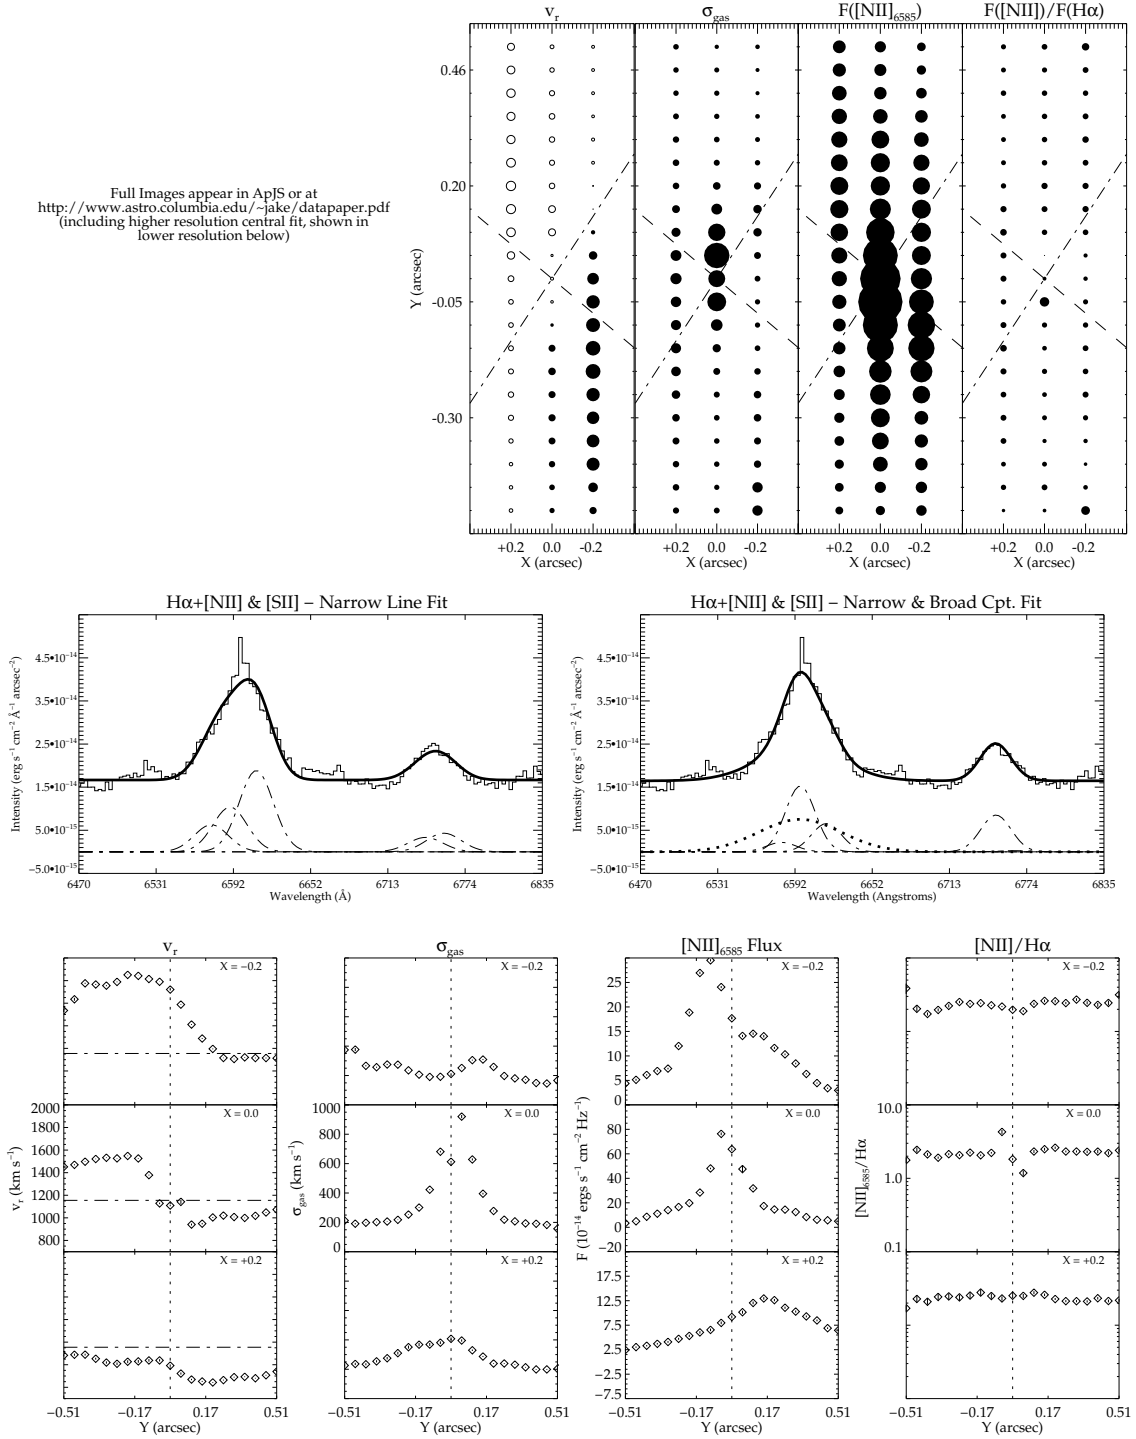 v_r σ_gas F([NII]_6585) F([NII])/F(Hα)
0.46
0.20
-0.05
-0.30
Y (arcsec)
Full Images appear in ApJS or at
http://www.astro.columbia.edu/~jake/datapaper.pdf
(including higher resolution central fit, shown in
lower resolution below)
+0.2 0.0 -0.2 +0.2 0.0 -0.2 +0.2 0.0 -0.2 +0.2 0.0 -0.2
X (arcsec) X (arcsec) X (arcsec) X (arcsec)
Hα+[NII] & [SII] − Narrow Line Fit
4.5•10^−14
3.5•10^−14
2.5•10^−14
1.5•10^−14
5.0•10^−15
−5.0•10^−15
Intensity (erg s^−1 cm^−2 Å^−1 arcsec^−2)
6470 6531 6592 6652 6713 6774 6835
Wavelength (Å)
Hα+[NII] & [SII] − Narrow & Broad Cpt. Fit
4.5•10^−14
3.5•10^−14
2.5•10^−14
1.5•10^−14
5.0•10^−15
−5.0•10^−15
Intensity (erg s^−1 cm^−2 Å^−1 arcsec^−2)
6470 6531 6592 6652 6713 6774 6835
Wavelength (Angstroms)
v_r
X = −0.2
2000
1800
1600
1400
1200
1000
800
v_r (km s^−1)
X = 0.0
X = +0.2
−0.51 −0.17 0.17 0.51
Y (arcsec)
σ_gas
X = −0.2
1000
800
600
400
200
0
σ_gas (km s^−1)
X = 0.0
X = +0.2
−0.51 −0.17 0.17 0.51
Y (arcsec)
[NII]_6585 Flux
X = −0.2
30
25
20
15
10
5
0
100
80
60
40
20
0
−20
F (10^−14 ergs s^−1 cm^−2 Hz^−1)
X = 0.0
X = +0.2
17.5
12.5
7.5
2.5
−2.5
−7.5
−0.51 −0.17 0.17 0.51
Y (arcsec)
[NII]/Hα
X = −0.2
10.0
1.0
0.1
[NII]_6585/Hα
X = 0.0
X = +0.2
−0.51 −0.17 0.17 0.51
Y (arcsec)